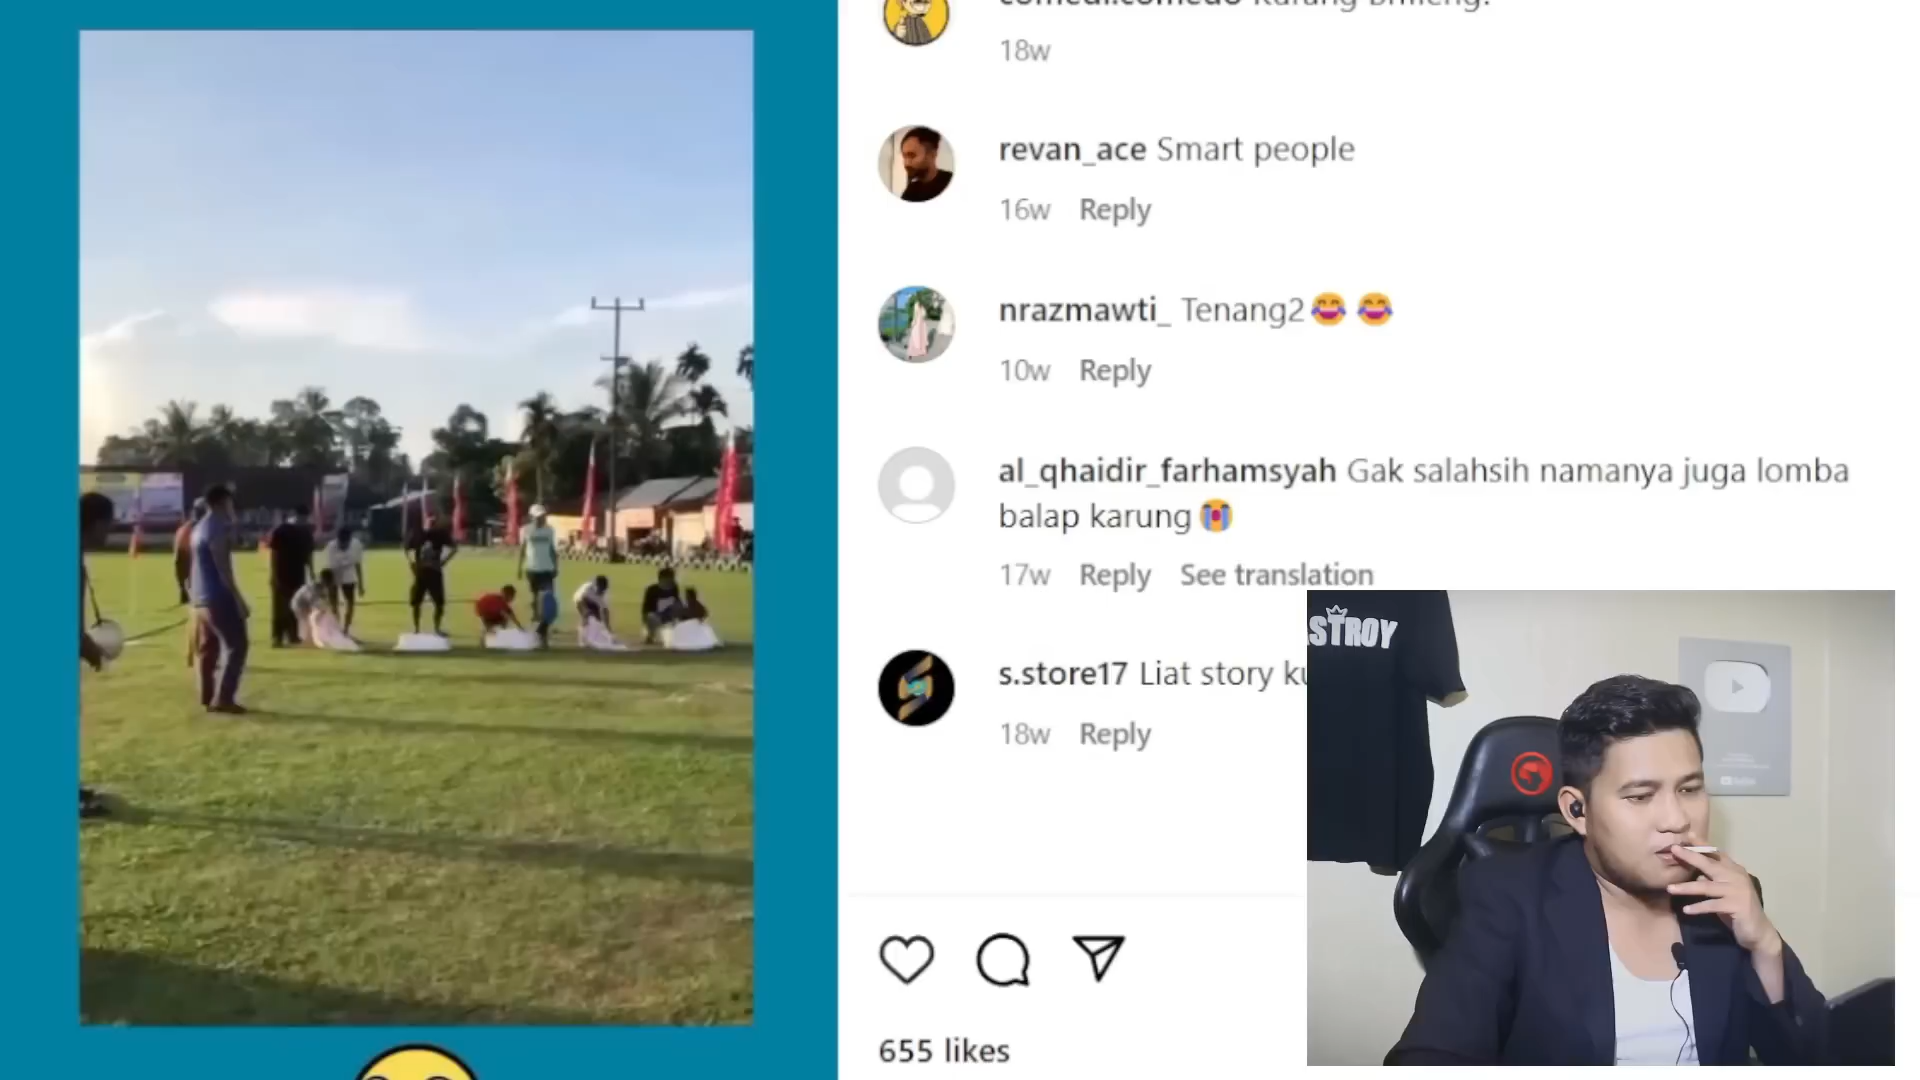 18w
revan_ace Smart people
16w Reply
nrazmawti_ Tenang2😂 😂
10w Reply
al_qhaidir_farhamsyah Gak salahsih namanya juga lomba
balap karung😭
17w Reply See translation
s.store17 Liat story
18w Reply
655 likes
STROY